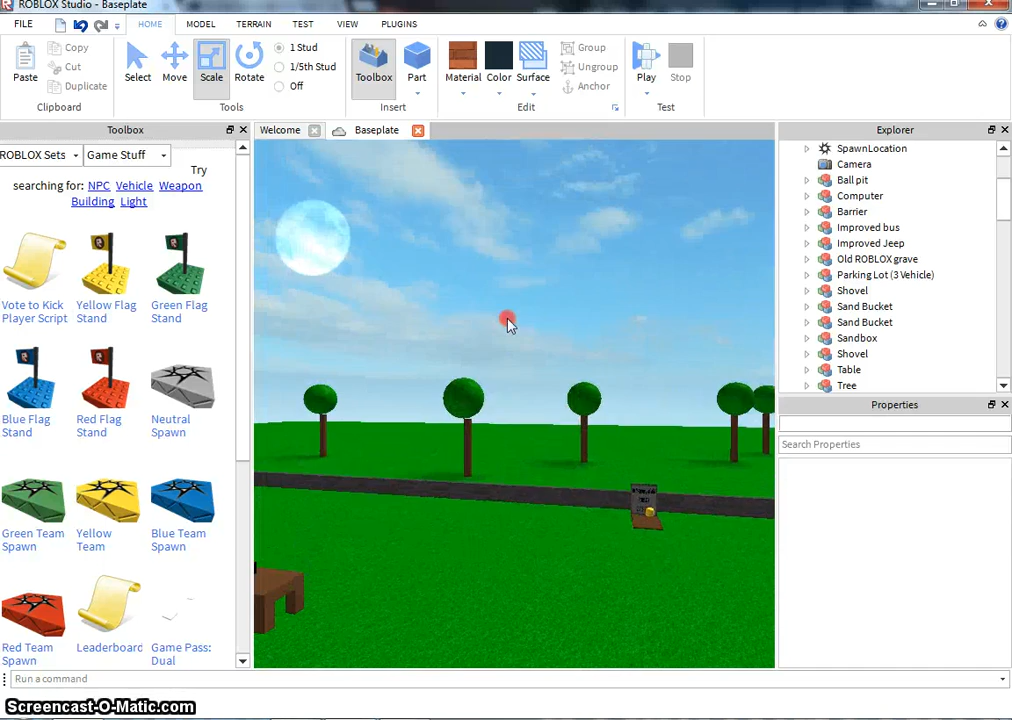 ROBLOX Studio - Baseplate
FILE
HOME
MODEL
TERRAIN
TEST
VIEW
PLUGINS
Paste
Copy
Cut
Duplicate
Clipboard
Select
Move
Scale
Rotate
1 Stud
1/5th Stud
Off
Tools
Toolbox
Part
Insert
Material
Color
Surface
Group
Ungroup
Anchor
Edit
Play
Stop
Test
Toolbox
ROBLOX Sets
Game Stuff
Try
searching for: NPC Vehicle Weapon
Building Light
Vote to Kick
Player Script
Yellow Flag
Stand
Green Flag
Stand
Blue Flag
Stand
Red Flag
Stand
Neutral
Spawn
Green Team
Spawn
Yellow
Team
Blue Team
Spawn
Red Team
Spawn
Leaderboard
Game Pass:
Dual
Welcome
Baseplate
Explorer
SpawnLocation
Camera
Ball pit
Computer
Barrier
Improved bus
Improved Jeep
Old ROBLOX grave
Parking Lot (3 Vehicle)
Shovel
Sand Bucket
Sand Bucket
Sandbox
Shovel
Table
Tree
Properties
Search Properties
Run a command
Screencast-O-Matic.com